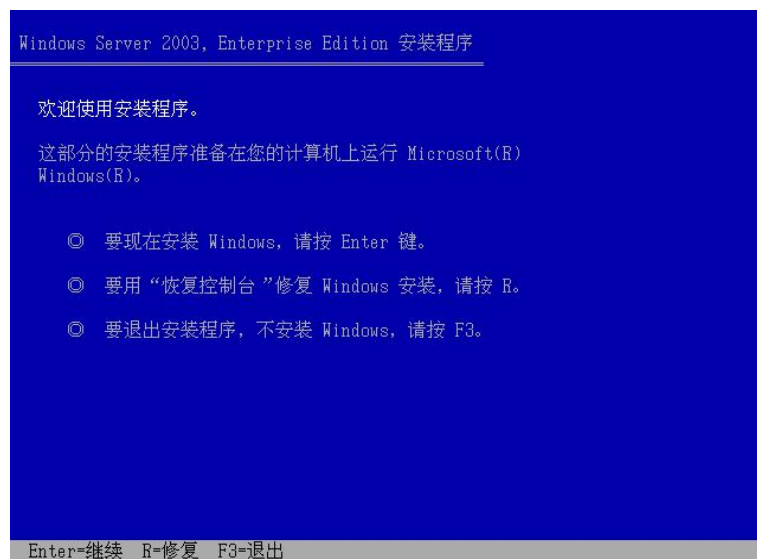 Windows Server 2003, Enterprise Edition 安装程序
欢迎使用安装程序。
这部分的安装程序准备在您的计算机上运行 Microsoft(R)
Windows(R)。
◎ 要现在安装 Windows，请按 Enter 键。
◎ 要用“恢复控制台”修复 Windows 安装，请按 R。
◎ 要退出安装程序，不安装 Windows，请按 F3。
Enter=继续 R=修复 F3=退出